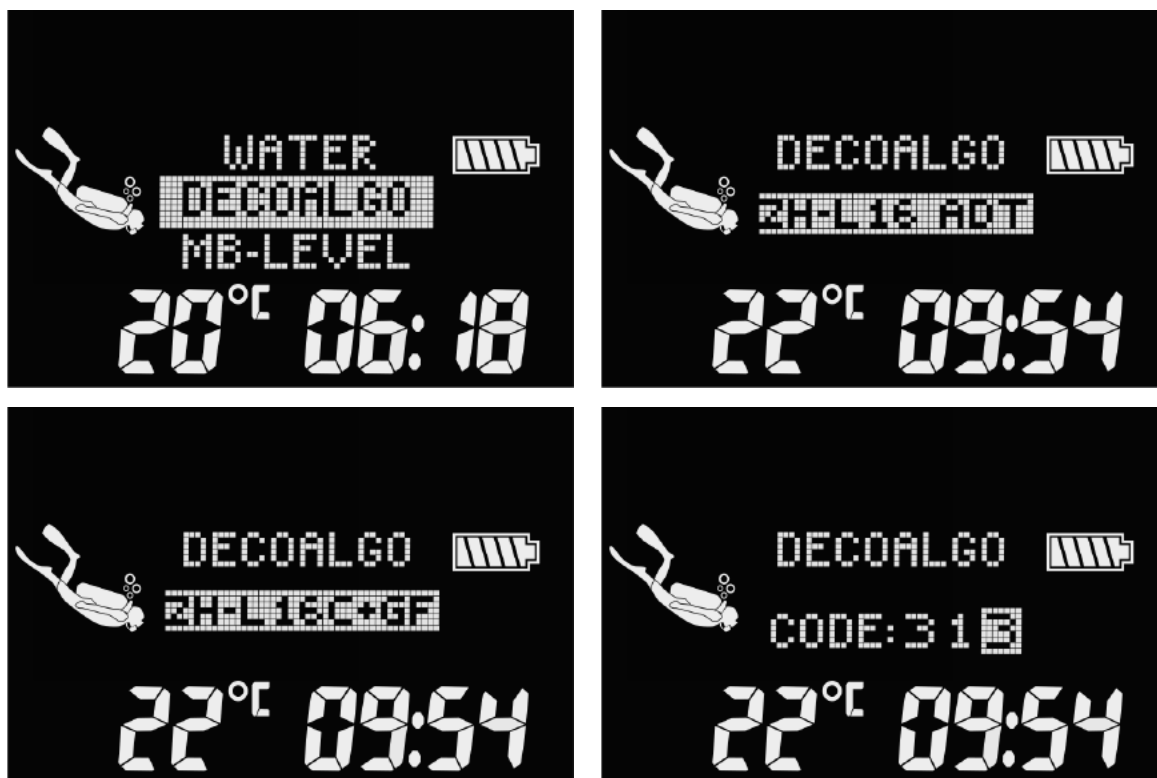 WATER
DECOALGO
MB-LEVEL
20°C 06:18
DECOALGO
ZH-L16 ADT
22°C 09:54
DECOALGO
ZH-L16C+GF
22°C 09:54
DECOALGO
CODE:313
22°C 09:54